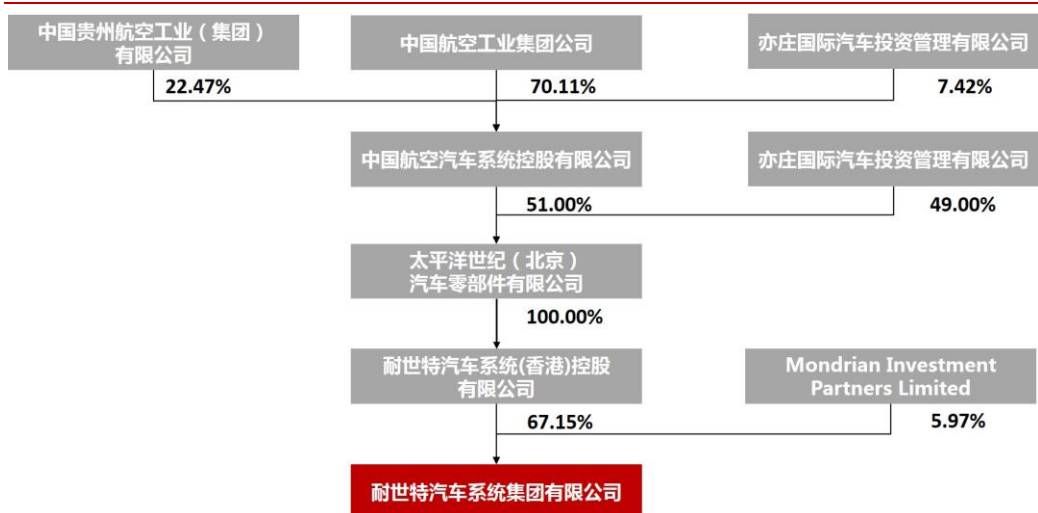 中国贵州航空工业（集团）
有限公司
中国航空工业集团公司
亦庄国际汽车投资管理有限公司
22.47%
70.11%
7.42%
中国航空汽车系统控股有限公司
亦庄国际汽车投资管理有限公司
51.00%
49.00%
太平洋世纪（北京）
汽车零部件有限公司
100.00%
耐世特汽车系统(香港)控股
有限公司
Mondrian Investment
Partners Limited
67.15%
5.97%
耐世特汽车系统集团有限公司